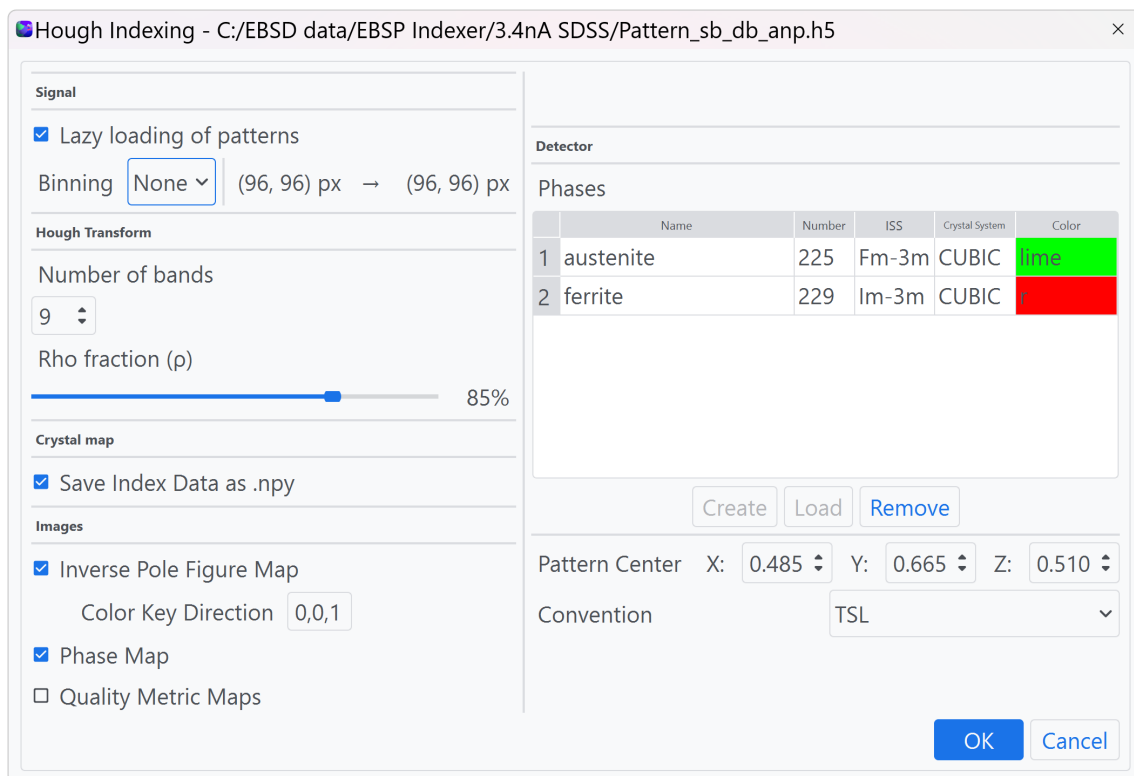 Hough Indexing - C:/EBSD data/EBSP Indexer/3.4nA SDSS/Pattern_sb_db_anp.h5
Signal
Lazy loading of patterns
Binning None (96, 96) px → (96, 96) px
Hough Transform
Number of bands
9
Rho fraction (ρ)
85%
Crystal map
Save Index Data as .npy
Images
Inverse Pole Figure Map
Color Key Direction 0,0,1
Phase Map
Quality Metric Maps
Detector
Phases
Name Number ISS Crystal System Color
1 austenite 225 Fm-3m CUBIC lime
2 ferrite 229 Im-3m CUBIC r
Create Load Remove
Pattern Center X: 0.485 Y: 0.665 Z: 0.510
Convention TSL
OK Cancel